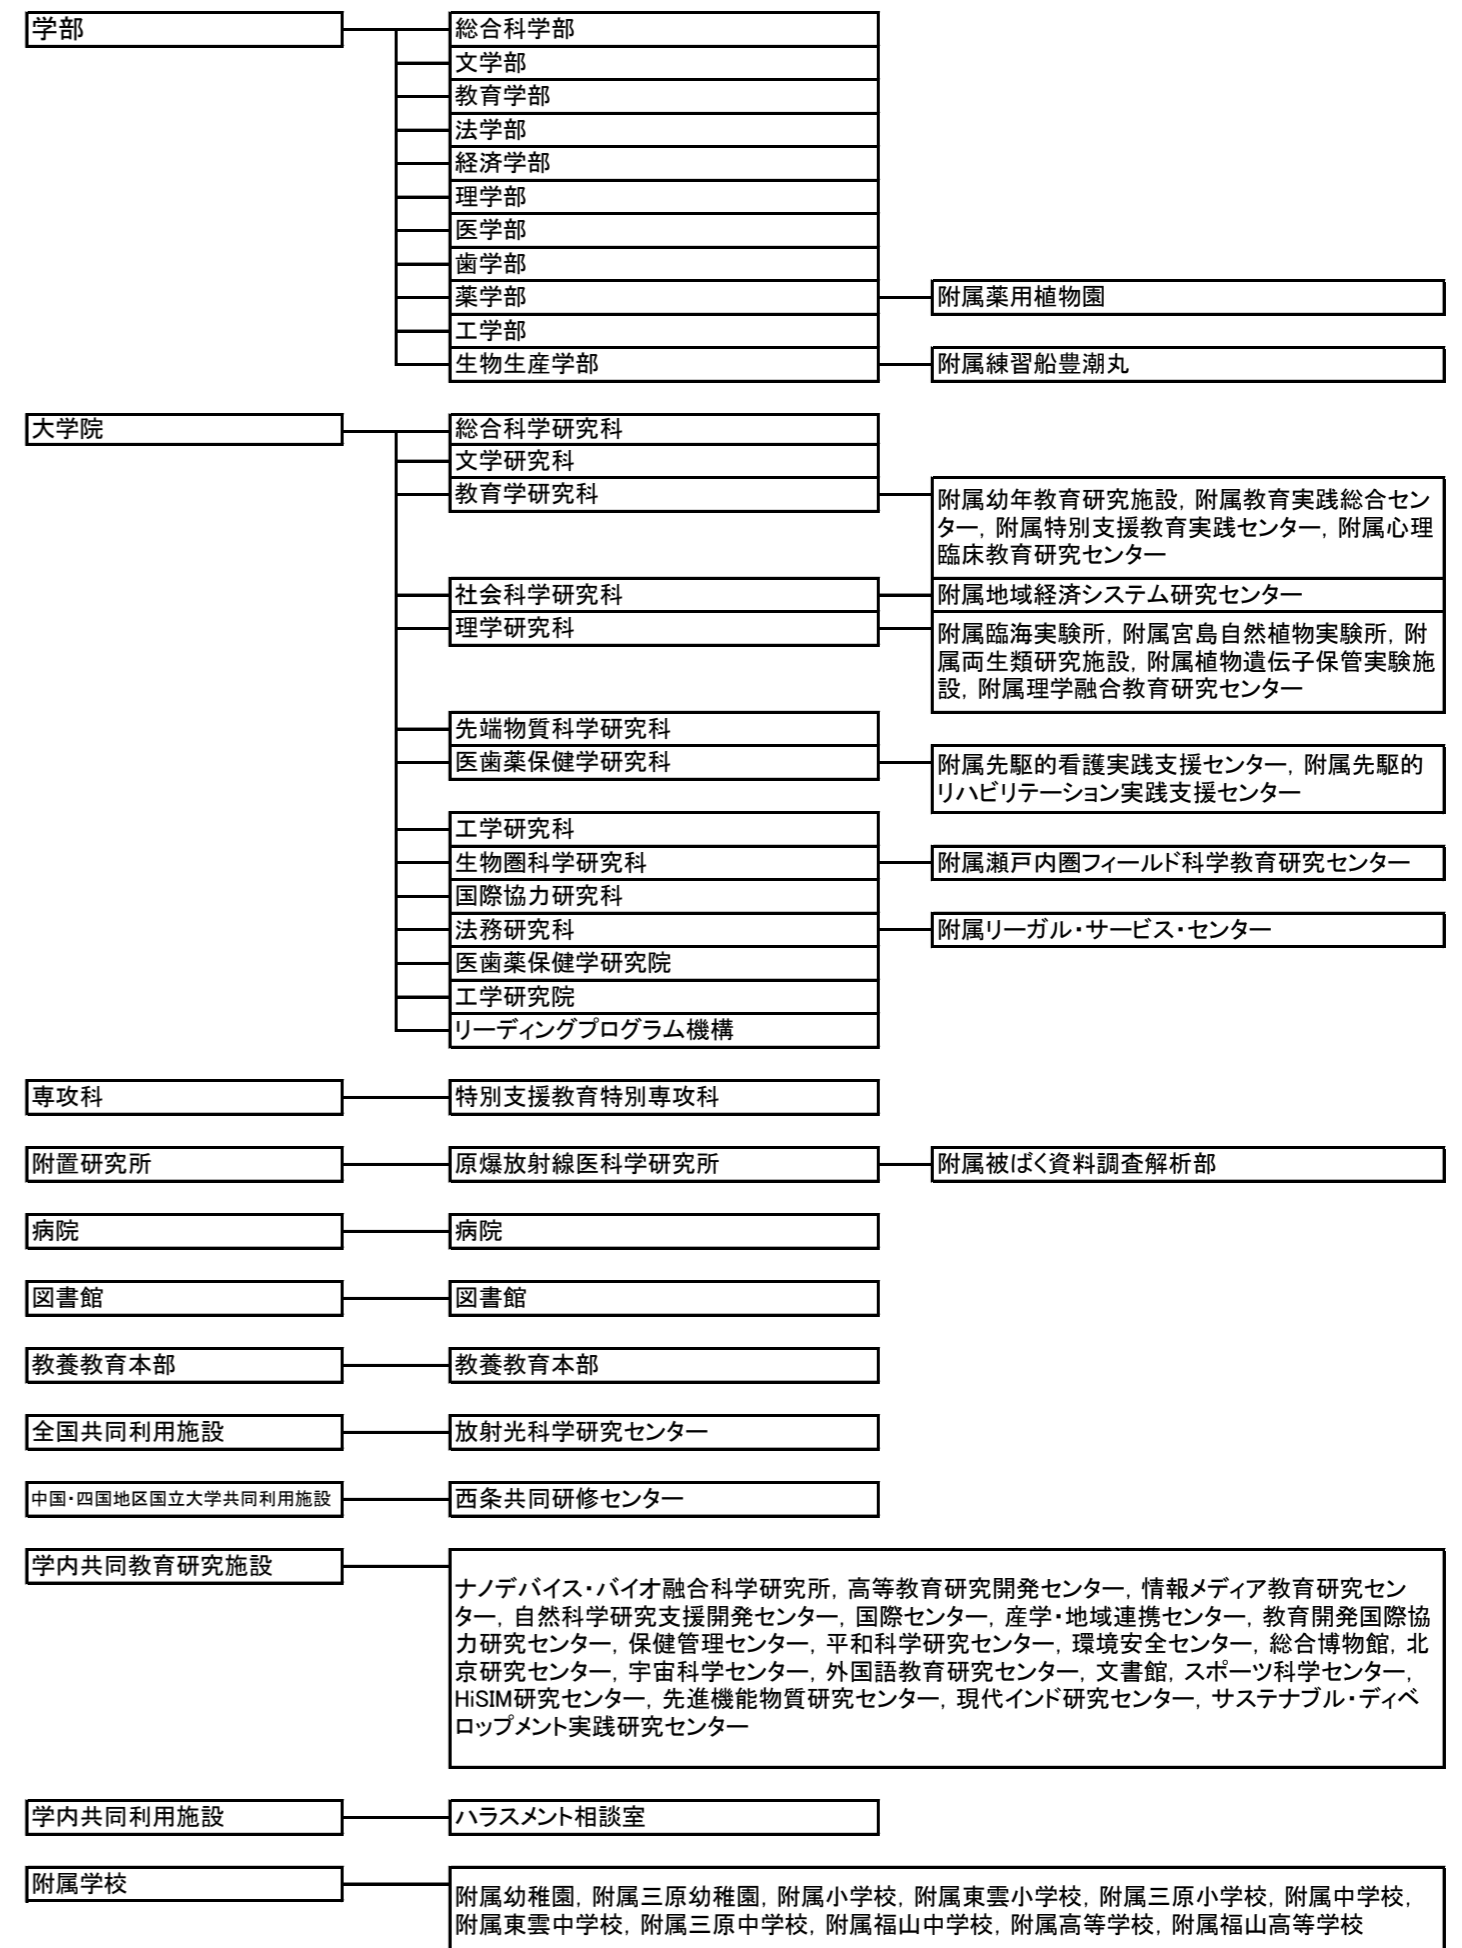 学部
総合科学部
文学部
教育学部
法学部
経済学部
理学部
医学部
歯学部
薬学部
附属薬用植物園
工学部
生物生産学部
附属練習船豊潮丸
大学院
総合科学研究科
文学研究科
教育学研究科
附属幼年教育研究施設, 附属教育実践総合セン
ター, 附属特別支援教育実践センター, 附属心理
臨床教育研究センター
社会科学研究科
附属地域経済システム研究センター
理学研究科
附属臨海実験所, 附属宮島自然植物実験所, 附
属両生類研究施設, 附属植物遺伝子保管実験施
設, 附属理学融合教育研究センター
先端物質科学研究科
医歯薬保健学研究科
附属先駆的看護実践支援センター, 附属先駆的
リハビリテーション実践支援センター
工学研究科
生物圏科学研究科
附属瀬戸内圏フィールド科学教育研究センター
国際協力研究科
法務研究科
附属リーガル・サービス・センター
医歯薬保健学研究院
工学研究院
リーディングプログラム機構
専攻科
特別支援教育特別専攻科
附置研究所
原爆放射線医科学研究所
附属被ばく資料調査解析部
病院
病院
図書館
図書館
教養教育本部
教養教育本部
全国共同利用施設
放射光科学研究センター
中国・四国地区国立大学共同利用施設
西条共同研修センター
学内共同教育研究施設
ナノデバイス・バイオ融合科学研究所, 高等教育研究開発センター, 情報メディア教育研究セン
ター, 自然科学研究支援開発センター, 国際センター, 産学・地域連携センター, 教育開発国際協
力研究センター, 保健管理センター, 平和科学研究センター, 環境安全センター, 総合博物館, 北
京研究センター, 宇宙科学センター, 外国語教育研究センター, 文書館, スポーツ科学センター,
HiSIM研究センター, 先進機能物質研究センター, 現代インド研究センター, サステナブル・ディベ
ロップメント実践研究センター
学内共同利用施設
ハラスメント相談室
附属学校
附属幼稚園, 附属三原幼稚園, 附属小学校, 附属東雲小学校, 附属三原小学校, 附属中学校,
附属東雲中学校, 附属三原中学校, 附属福山中学校, 附属高等学校, 附属福山高等学校